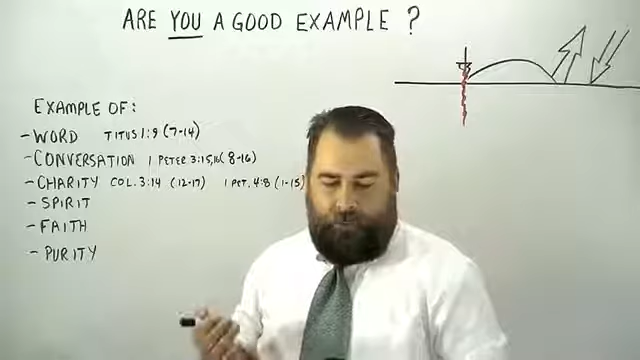 ARE YOU A GOOD EXAMPLE ?
EXAMPLE OF:
- WORD TITUS 1:9 (7-14)
- CONVERSATION 1 PETER 3:15,16 (8-16)
- CHARITY COL. 3:14 (12-17) 1 PET. 4:8 (1-15)
- SPIRIT
- FAITH
- PURITY